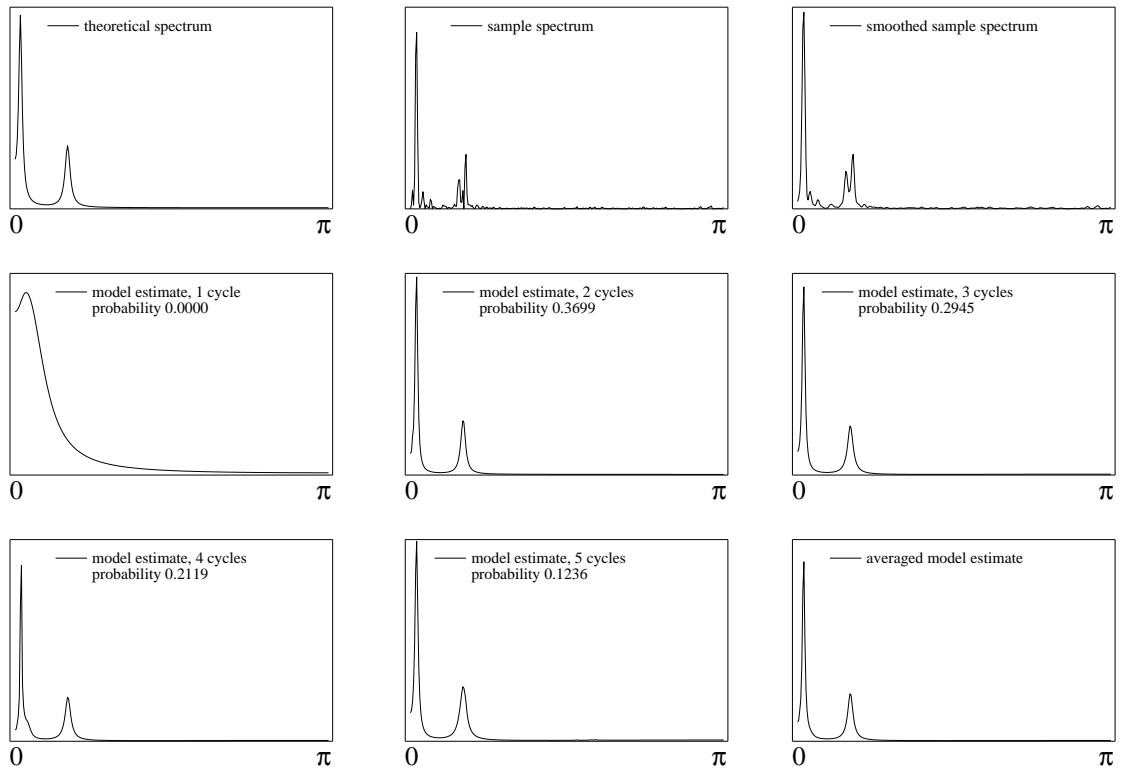 theoretical spectrum
sample spectrum
smoothed sample spectrum
0 π
0 π
0 π
model estimate, 1 cycle
probability 0.0000
model estimate, 2 cycles
probability 0.3699
model estimate, 3 cycles
probability 0.2945
0 π
0 π
0 π
model estimate, 4 cycles
probability 0.2119
model estimate, 5 cycles
probability 0.1236
averaged model estimate
0 π
0 π
0 π